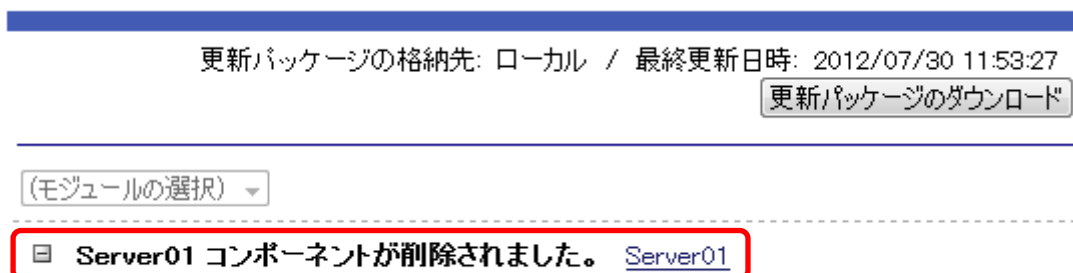 更新パッケージの格納先: ローカル / 最終更新日時: 2012/07/30 11:53:27
更新パッケージのダウンロード
(モジュールの選択)
Server01 コンポーネントが削除されました。 Server01